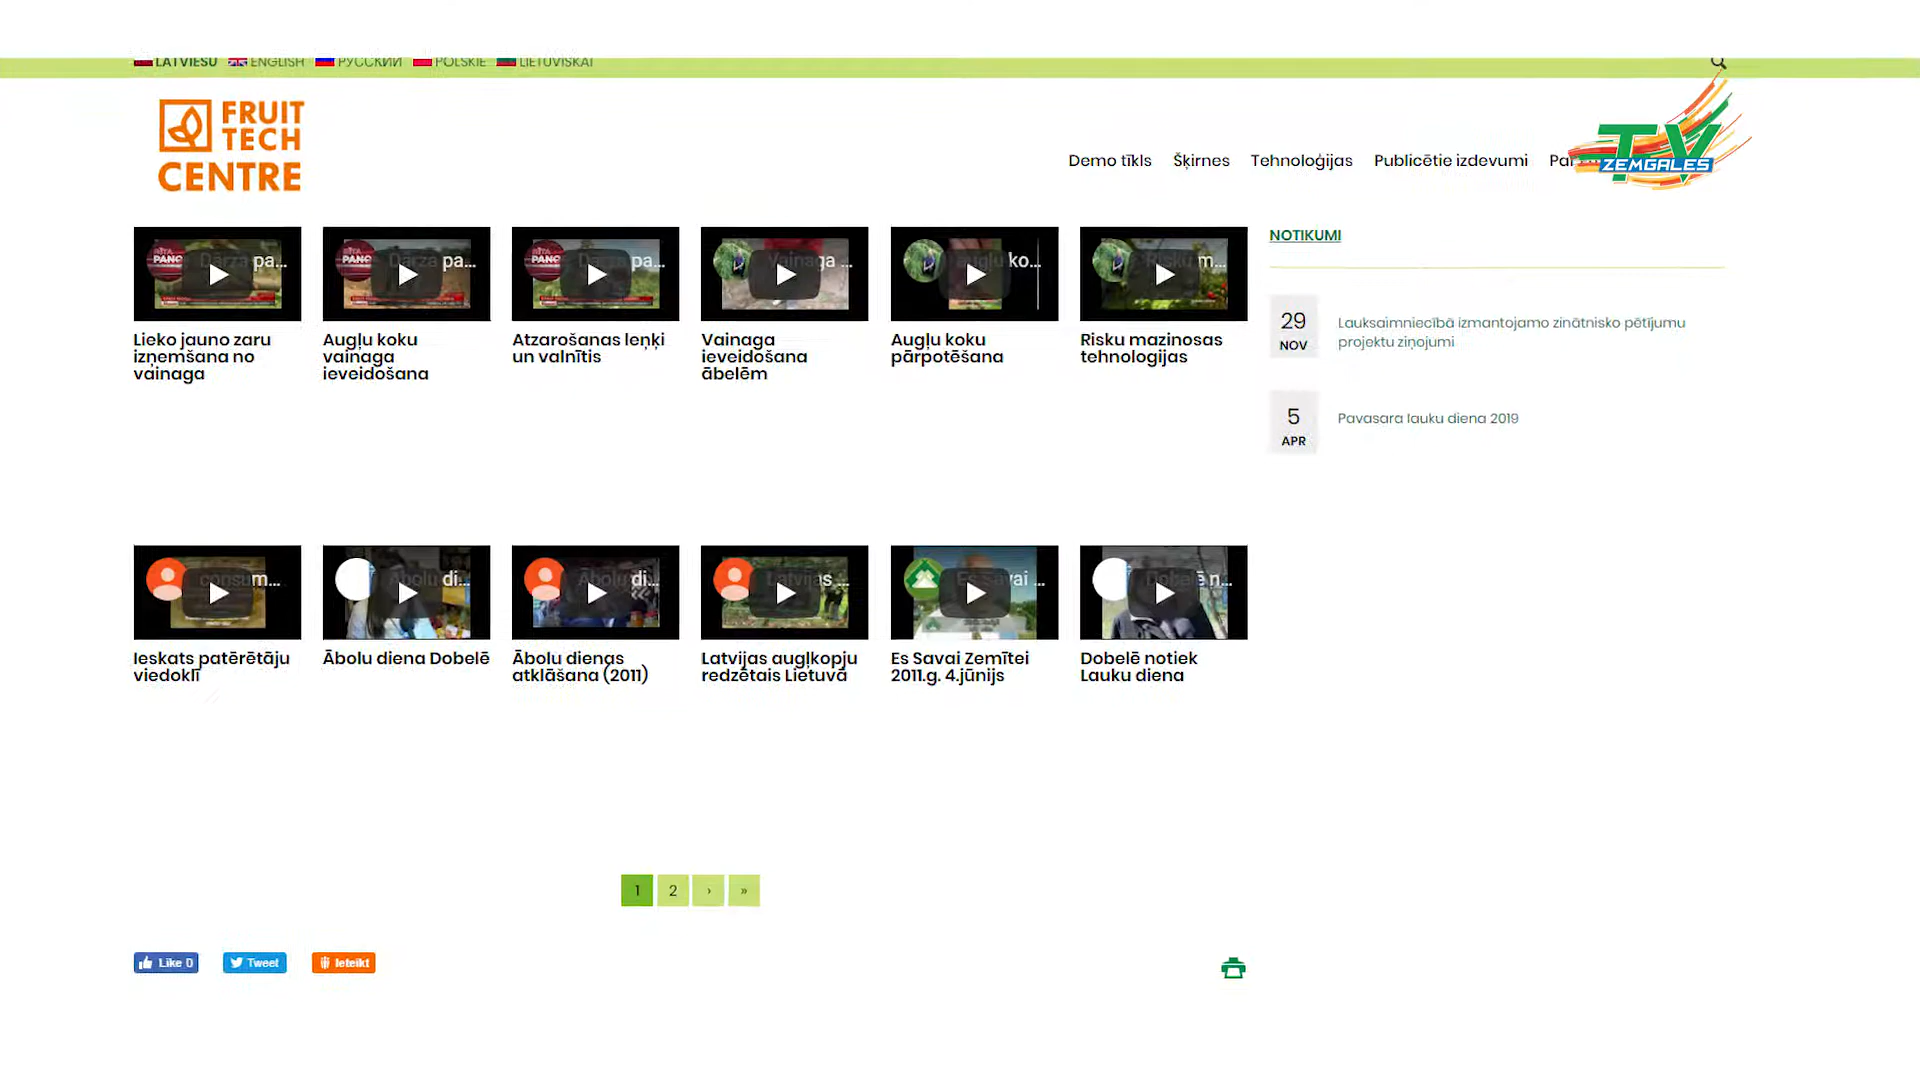 LATVIEŠU ENGLISH РУССКИЙ POLSKIE LIETUVIŠKAI
FRUIT
TECH
CENTRE
Demo tīkls Šķirnes Tehnoloģijas Publicētie izdevumi
TV
ZEMGALES
PANO
Lieko jauno zaru
izņemšana no
vainaga
Augļu koku
vainaga
ieveidošana
Atzarošanas leņķi
un valnītis
Vainaga
ieveidošana
ābelēm
Augļu koku
pārpotēšana
Risku mazinosas
tehnologijas
NOTIKUMI
29
NOV
Lauksaimniecībā izmantojamo zinātnisko pētījumu
projektu ziņojumi
5
APR
Pavasara lauku diena 2019
Ieskats patērētāju
viedoklī
Ābolu diena Dobelē
Ābolu dienas
atklāšana (2011)
Latvijas augļkopju
redzētais Lietuvā
Es Savai Zemītei
2011.g. 4.jūnijs
Dobelē notiek
Lauku diena
1 2 › »
Like 0 Tweet Ieteikt